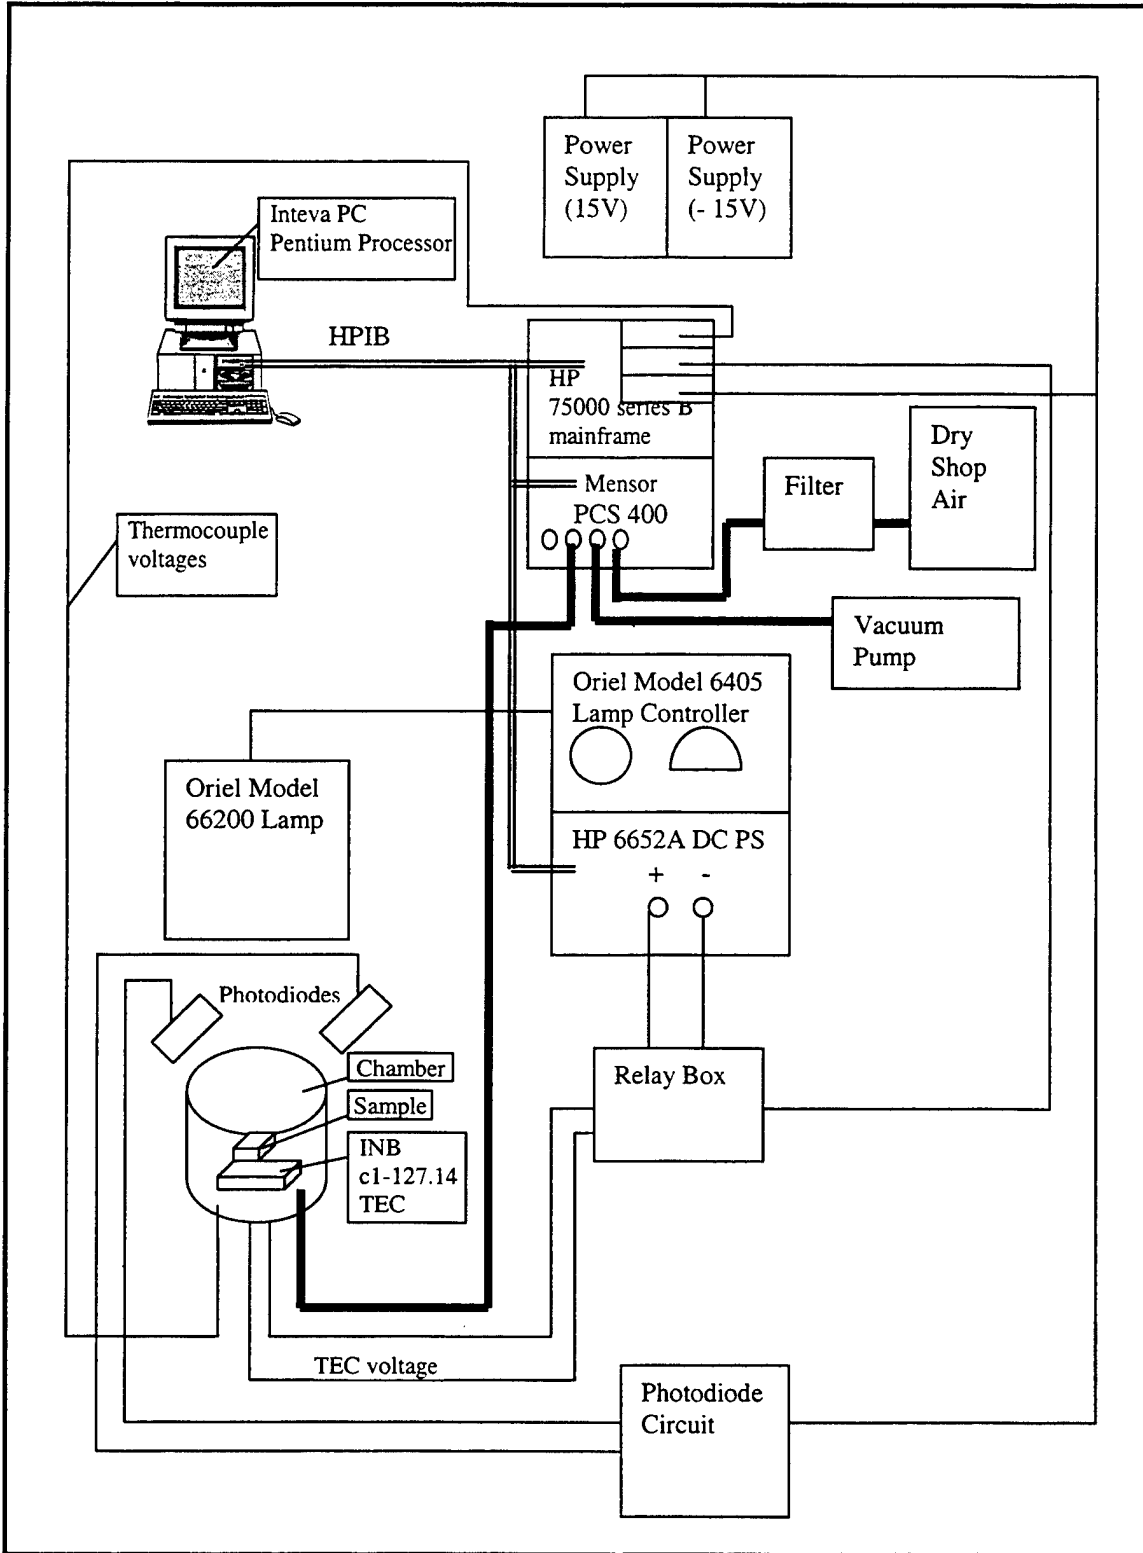 Power
Supply
(15V)
Power
Supply
(- 15V)
Inteva PC
Pentium Processor
HPIB
HP
75000 series B
mainframe
Mensor
PCS 400
Filter
Dry
Shop
Air
Thermocouple
voltages
Vacuum
Pump
Oriel Model 6405
Lamp Controller
Oriel Model
66200 Lamp
HP 6652A DC PS
+ -
Photodiodes
Chamber
Sample
INB
c1-127.14
TEC
Relay Box
TEC voltage
Photodiode
Circuit